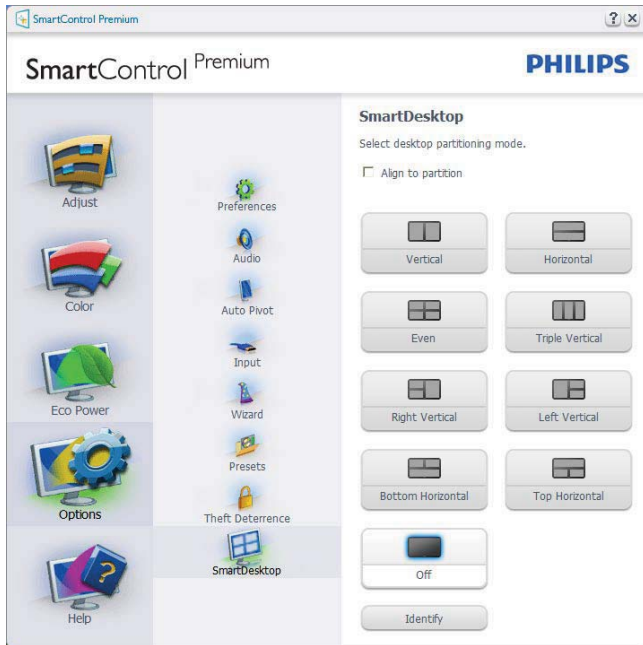 SmartControl Premium
SmartControl Premium
PHILIPS
Adjust
Color
Eco Power
Options
Help
Preferences
Audio
Auto Pivot
Input
Wizard
Presets
Theft Deterrence
SmartDesktop
SmartDesktop
Select desktop partitioning mode.
Align to partition
Vertical
Horizontal
Even
Triple Vertical
Right Vertical
Left Vertical
Bottom Horizontal
Top Horizontal
Off
Identify